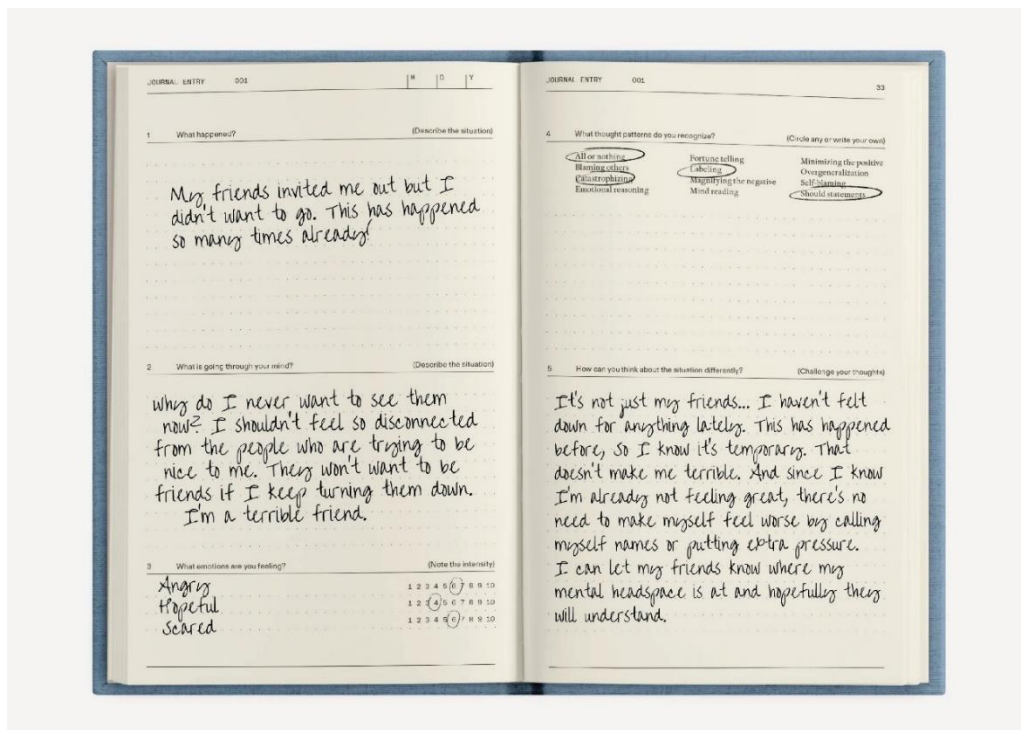 JOURNAL ENTRY 001 M D Y
1 What happened? (Describe the situation)
My friends invited me out but I
didn't want to go. This has happened
so many times already!
2 What is going through your mind? (Describe the situation)
Why do I never want to see them
now? I shouldn't feel so disconnected
from the people who are trying to be
nice to me. They won't want to be
friends if I keep turning them down.
I'm a terrible friend.
3 What emotions are you feeling? (Note the intensity)
Angry 1 2 3 4 5 6 7 8 9 10
Hopeful 1 2 3 4 5 6 7 8 9 10
Scared 1 2 3 4 5 6 7 8 9 10
JOURNAL ENTRY 001 33
4 What thought patterns do you recognize? (Circle any or write your own)
All or nothing Fortune telling Minimizing the positive
Blaming others Labeling Overgeneralization
Catastrophizing Magnifying the negative Self-blaming
Emotional reasoning Mind reading Should statements
5 How can you think about the situation differently? (Challenge your thoughts)
It's not just my friends... I haven't felt
down for anything lately. This has happened
before, so I know it's temporary. That
doesn't make me terrible. And since I know
I'm already not feeling great, there's no
need to make myself feel worse by calling
myself names or putting extra pressure.
I can let my friends know where my
mental headspace is at and hopefully they
will understand.